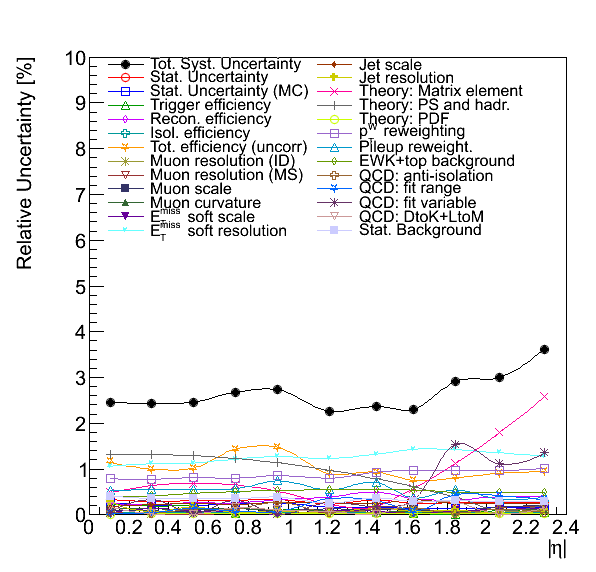 Relative Uncertainty [%]
10
9
8
7
6
5
4
3
2
1
0
Tot. Syst. Uncertainty
Stat. Uncertainty
Stat. Uncertainty (MC)
Trigger efficiency
Recon. efficiency
Isol. efficiency
Tot. efficiency (uncorr)
Muon resolution (ID)
Muon resolution (MS)
Muon scale
Muon curvature
E_T^miss soft scale
E_T^miss soft resolution
Jet scale
Jet resolution
Theory: Matrix element
Theory: PS and hadr.
Theory: PDF
p_T^W reweighting
Pileup reweight.
EWK+top background
QCD: anti-isolation
QCD: fit range
QCD: fit variable
QCD: DtoK+LtoM
Stat. Background
0 0.2 0.4 0.6 0.8 1 1.2 1.4 1.6 1.8 2 2.2 2.4
|η|